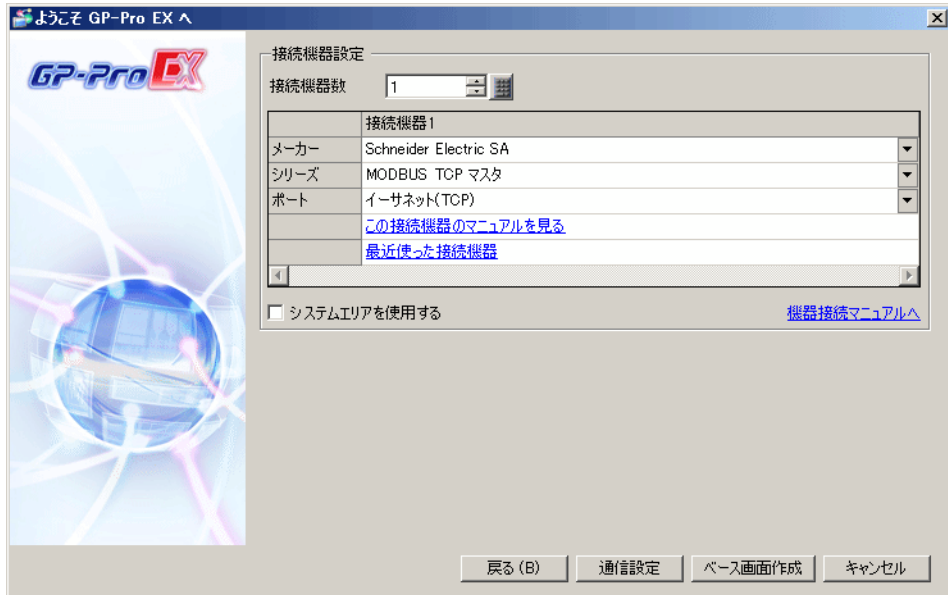 ようこそ GP-Pro EX へ
GP-Pro EX
接続機器設定
接続機器数 1
接続機器1
メーカー Schneider Electric SA
シリーズ MODBUS TCP マスタ
ポート イーサネット(TCP)
この接続機器のマニュアルを見る
最近使った接続機器
システムエリアを使用する 機器接続マニュアルへ
戻る(B) 通信設定 ベース画面作成 キャンセル